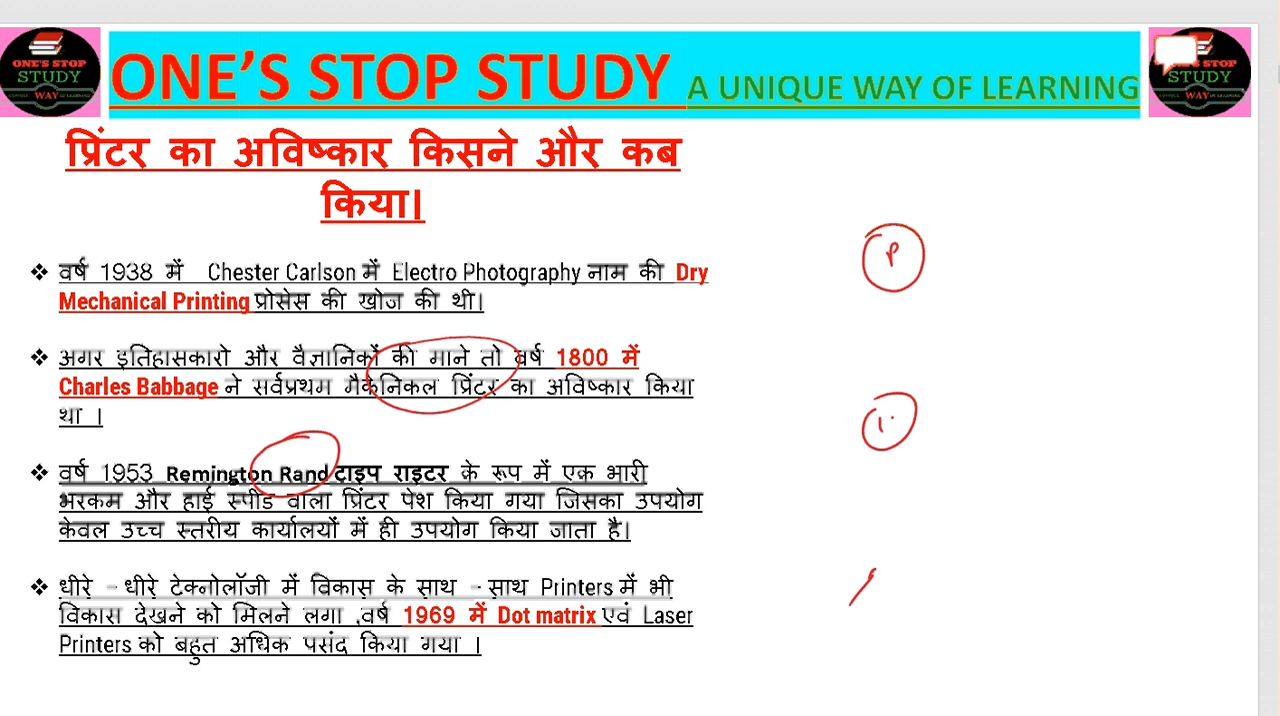 ONE'S STOP STUDY A UNIQUE WAY OF LEARNING
ONE'S STOP
STUDY
WAY
ONE'S STOP
STUDY
WAY
प्रिंटर का अविष्कार किसने और कब
किया।
वर्ष 1938 में Chester Carlson में Electro Photography नाम की Dry
Mechanical Printing प्रोसेस की खोज की थी।
अगर इतिहासकारो और वैज्ञानिकों की माने तो वर्ष 1800 में
Charles Babbage ने सर्वप्रथम मैकेनिकल प्रिंटर का अविष्कार किया
था ।
वर्ष 1953 Remington Rand टाइप राइटर के रूप में एक भारी
भरकम और हाई स्पीड वाला प्रिंटर पेश किया गया जिसका उपयोग
केवल उच्च स्तरीय कार्यालयों में ही उपयोग किया जाता है।
धीरे - धीरे टेक्नोलॉजी में विकास के साथ - साथ Printers में भी
विकास देखने को मिलने लगा ,वर्ष 1969 में Dot matrix एवं Laser
Printers को बहुत अधिक पसंद किया गया ।
P